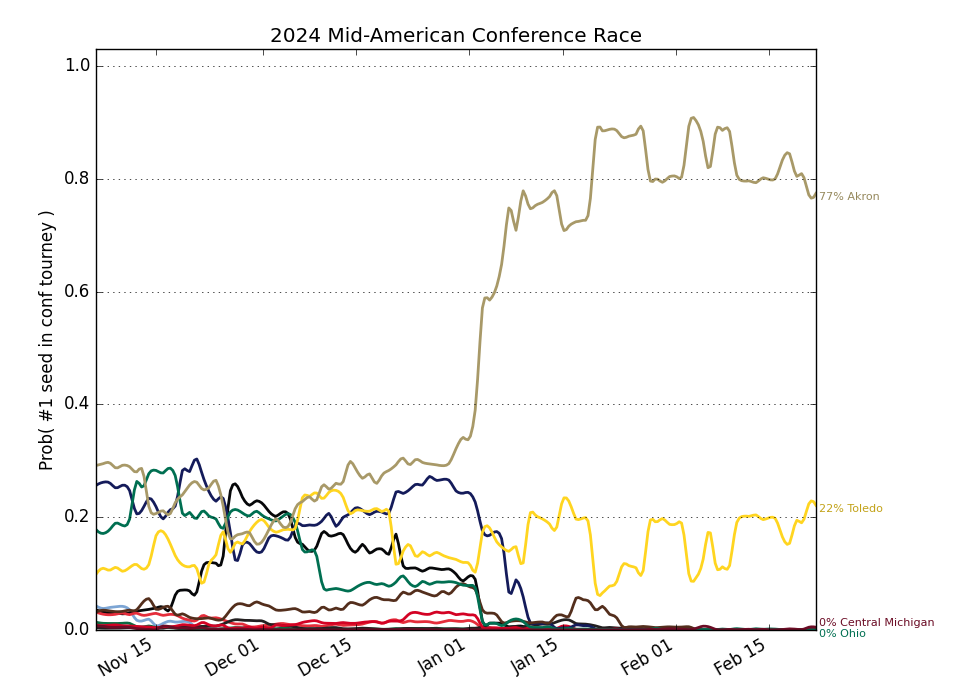 2024 Mid-American Conference Race
Prob( #1 seed in conf tourney )
1.0
0.8
0.6
0.4
0.2
0.0
77% Akron
22% Toledo
0% Central Michigan
0% Ohio
Nov 15
Dec 01
Dec 15
Jan 01
Jan 15
Feb 01
Feb 15